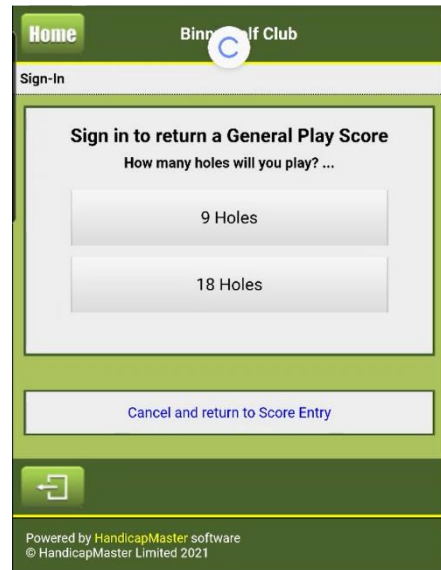 Home
Club
Sign-In
Sign in to return a General Play Score
How many holes will you play? ...
9 Holes
18 Holes
Cancel and return to Score Entry
Powered by HandicapMaster software
© HandicapMaster Limited 2021